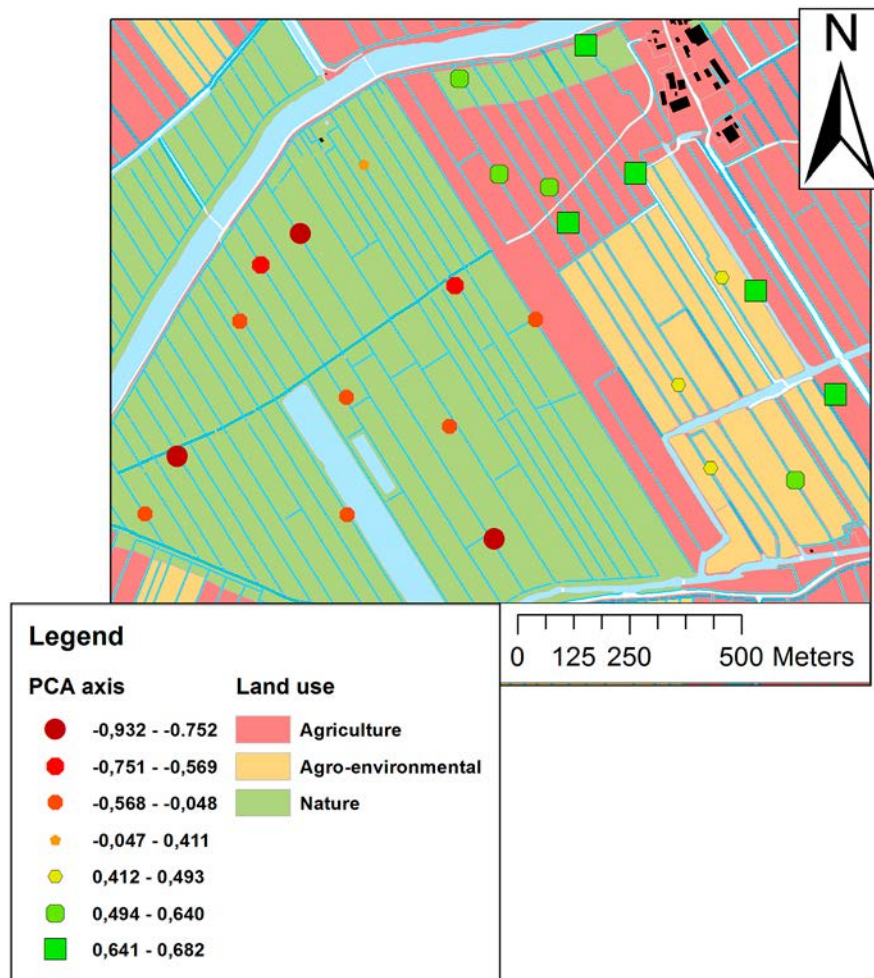 N
0 125 250 500 Meters
Legend
PCA axis Land use
-0,932 - -0.752 Agriculture
-0,751 - -0,569 Agro-environmental
-0,568 - -0,048 Nature
-0,047 - 0,411
0,412 - 0,493
0,494 - 0,640
0,641 - 0,682